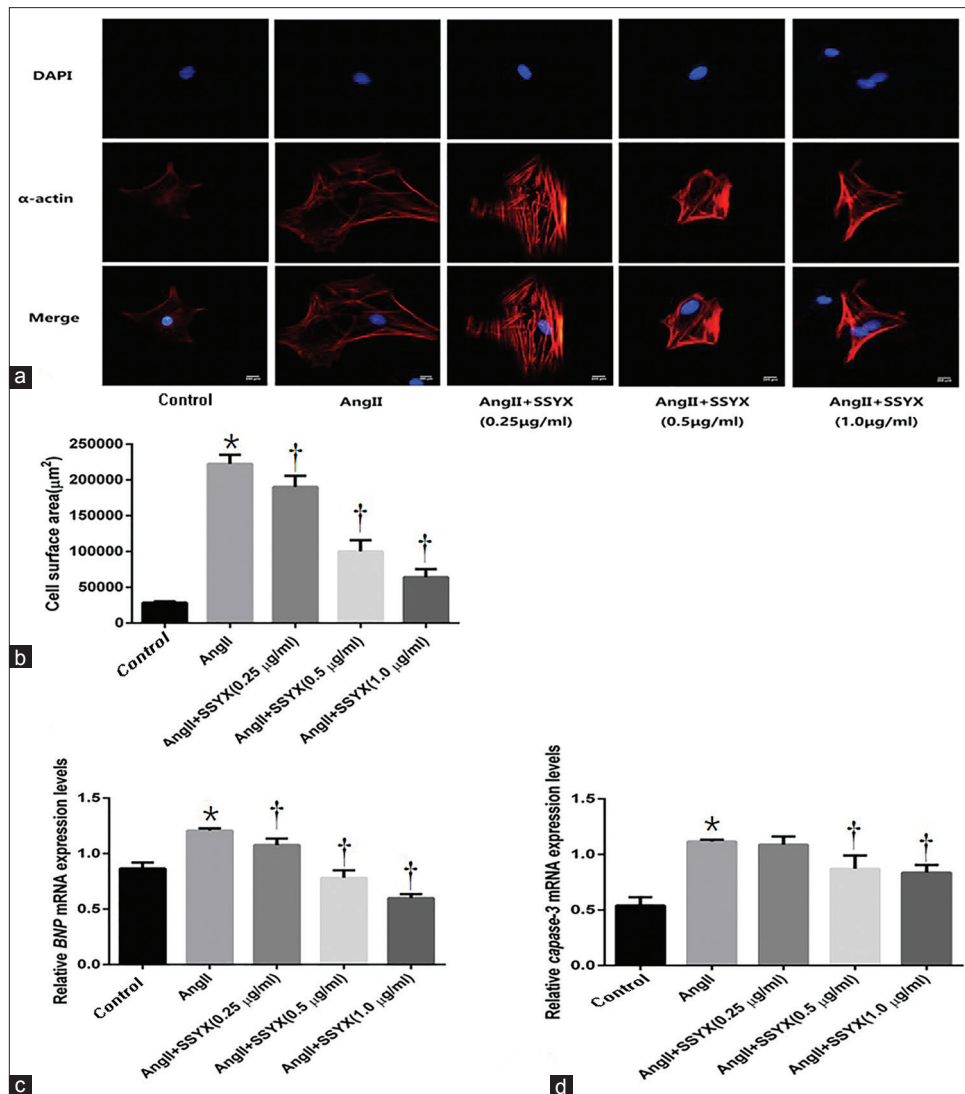 DAPI
α-actin
Merge
a
Control
AngII
AngII+SSYX
(0.25μg/ml)
AngII+SSYX
(0.5μg/ml)
AngII+SSYX
(1.0μg/ml)
Cell surface area(μm²)
250000
200000
150000
100000
50000
0
*
†
†
†
Control
AngII
AngII+SSYX(0.25 μg/ml)
AngII+SSYX(0.5 μg/ml)
AngII+SSYX(1.0 μg/ml)
b
Relative BNP mRNA expression levels
1.5
1.0
0.5
0.0
*
†
†
†
Control
AngII
AngII+SSYX(0.25 μg/ml)
AngII+SSYX(0.5 μg/ml)
AngII+SSYX(1.0 μg/ml)
c
Relative capase-3 mRNA expression levels
1.5
1.0
0.5
0.0
*
†
†
Control
AngII
AngII+SSYX(0.25 μg/ml)
AngII+SSYX(0.5 μg/ml)
AngII+SSYX(1.0 μg/ml)
d